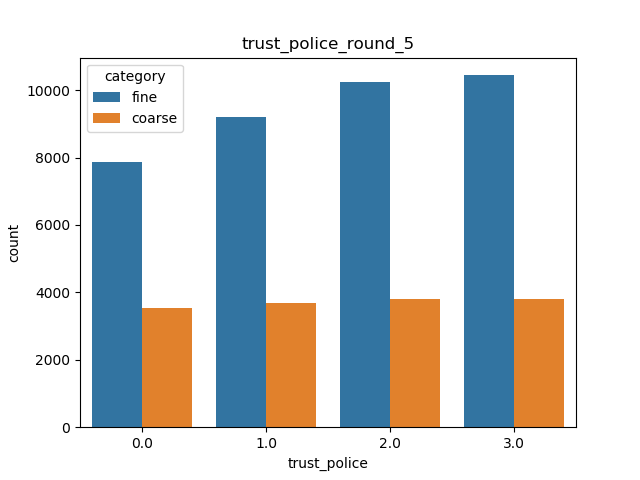 trust_police_round_5
category
fine
coarse
10000
8000
6000
4000
2000
0
count
0.0 1.0 2.0 3.0
trust_police